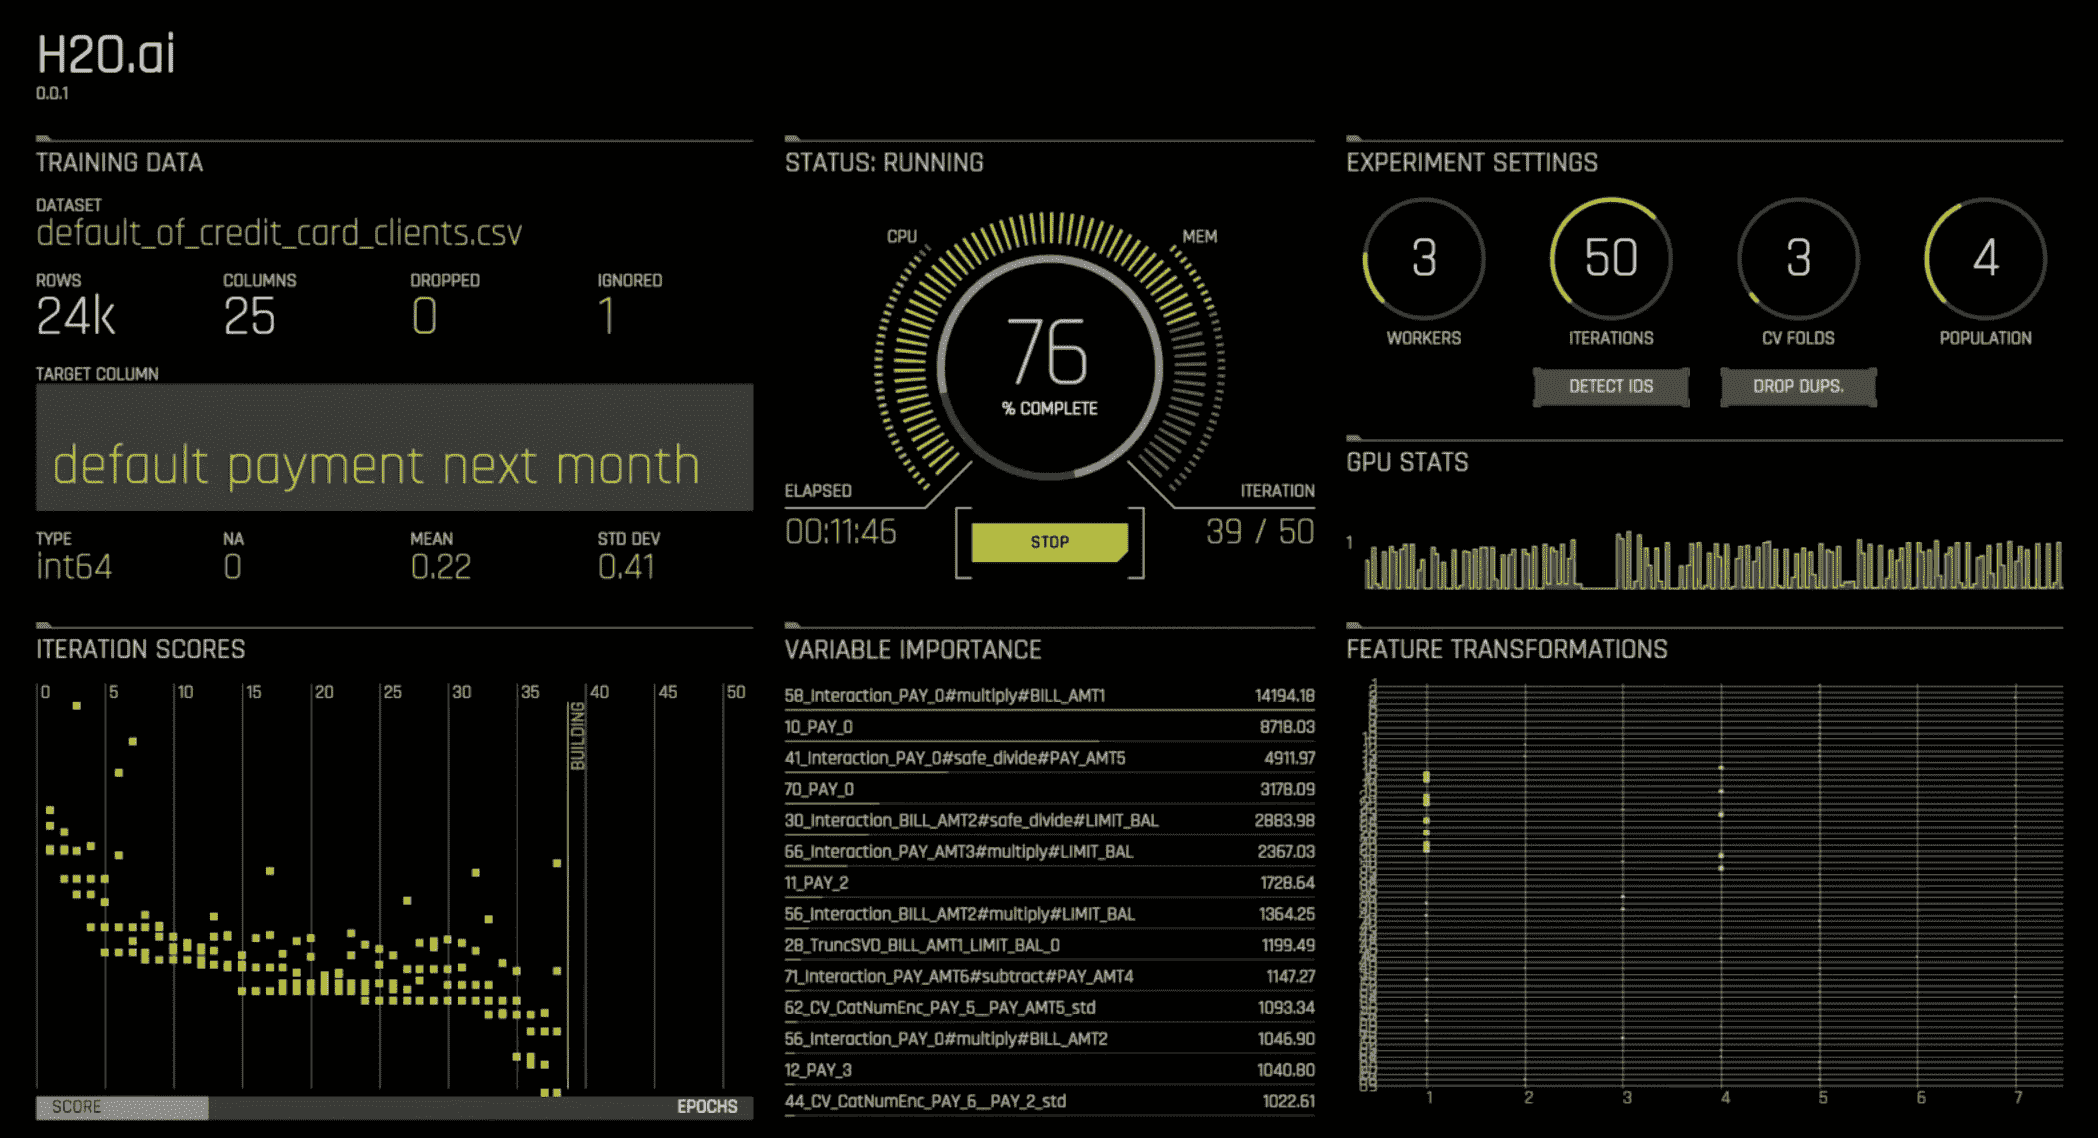 H2O.ai
0.0.1
TRAINING DATA
DATASET
default_of_credit_card_clients.csv
ROWS COLUMNS DROPPED IGNORED
24k 25 0 1
TARGET COLUMN
default payment next month
TYPE NA MEAN STD DEV
int64 0 0.22 0.41
STATUS: RUNNING
CPU MEM
76
% COMPLETE
ELAPSED ITERATION
00:11:46 STOP 39 / 50
EXPERIMENT SETTINGS
3 50 3 4
WORKERS ITERATIONS CV FOLDS POPULATION
DETECT IDS DROP DUPS.
GPU STATS
1
ITERATION SCORES
0 5 10 15 20 25 30 35 40 45 50
BUILDING
SCORE EPOCHS
VARIABLE IMPORTANCE
58_Interaction_PAY_0#multiply#BILL_AMT1 14194.18
10_PAY_0 8718.03
41_Interaction_PAY_0#safe_divide#PAY_AMT5 4911.97
70_PAY_0 3178.09
30_Interaction_BILL_AMT2#safe_divide#LIMIT_BAL 2883.98
66_Interaction_PAY_AMT3#multiply#LIMIT_BAL 2367.03
11_PAY_2 1728.64
56_Interaction_BILL_AMT2#multiply#LIMIT_BAL 1364.25
28_TruncSVD_BILL_AMT1_LIMIT_BAL_0 1199.49
71_Interaction_PAY_AMT6#subtract#PAY_AMT4 1147.27
62_CV_CatNumEnc_PAY_5__PAY_AMT5_std 1093.34
56_Interaction_PAY_0#multiply#BILL_AMT2 1046.90
12_PAY_3 1040.80
44_CV_CatNumEnc_PAY_6__PAY_2_std 1022.61
FEATURE TRANSFORMATIONS
1 2 3 4 5 6 7